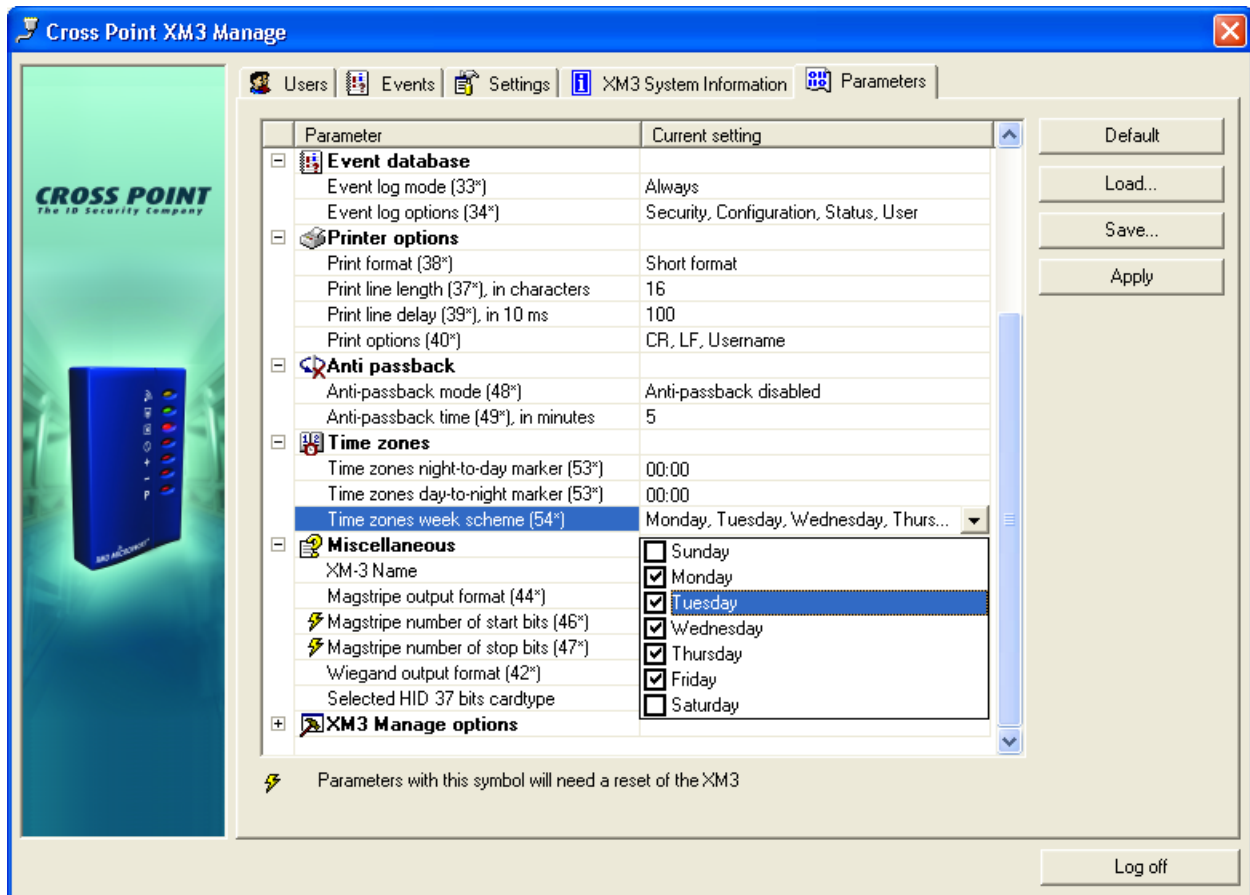 Cross Point XM3 Manage
CROSS POINT
The ID Security Company
Users Events Settings XM3 System Information Parameters
Parameter Current setting
Event database
Event log mode (33*) Always
Event log options (34*) Security, Configuration, Status, User
Printer options
Print format (38*) Short format
Print line length (37*), in characters 16
Print line delay (39*), in 10 ms 100
Print options (40*) CR, LF, Username
Anti passback
Anti-passback mode (48*) Anti-passback disabled
Anti-passback time (49*), in minutes 5
Time zones
Time zones night-to-day marker (53*) 00:00
Time zones day-to-night marker (53*) 00:00
Time zones week scheme (54*) Monday, Tuesday, Wednesday, Thurs...
Miscellaneous
XM-3 Name
Magstripe output format (44*)
Magstripe number of start bits (46*)
Magstripe number of stop bits (47*)
Wiegand output format (42*)
Selected HID 37 bits cardtype
XM3 Manage options
Sunday
Monday
Tuesday
Wednesday
Thursday
Friday
Saturday
Default
Load...
Save...
Apply
Parameters with this symbol will need a reset of the XM3
Log off